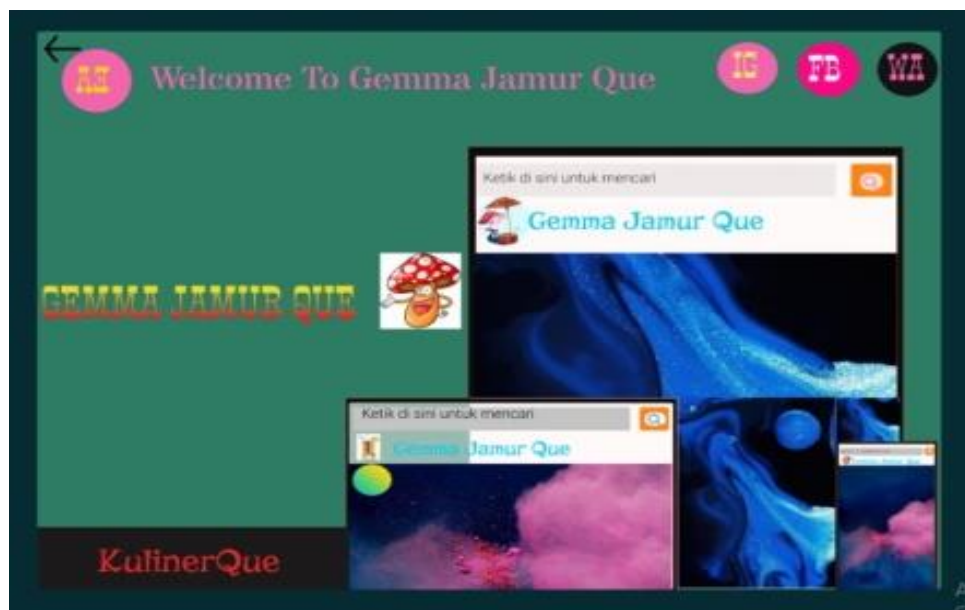 AE
Welcome To Gemma Jamur Que
IG
FB
WA
Ketik di sini untuk mencari
Gemma Jamur Que
GEMMA JAMUR QUE
Ketik di sini untuk mencari
Gemma Jamur Que
KulinerQue